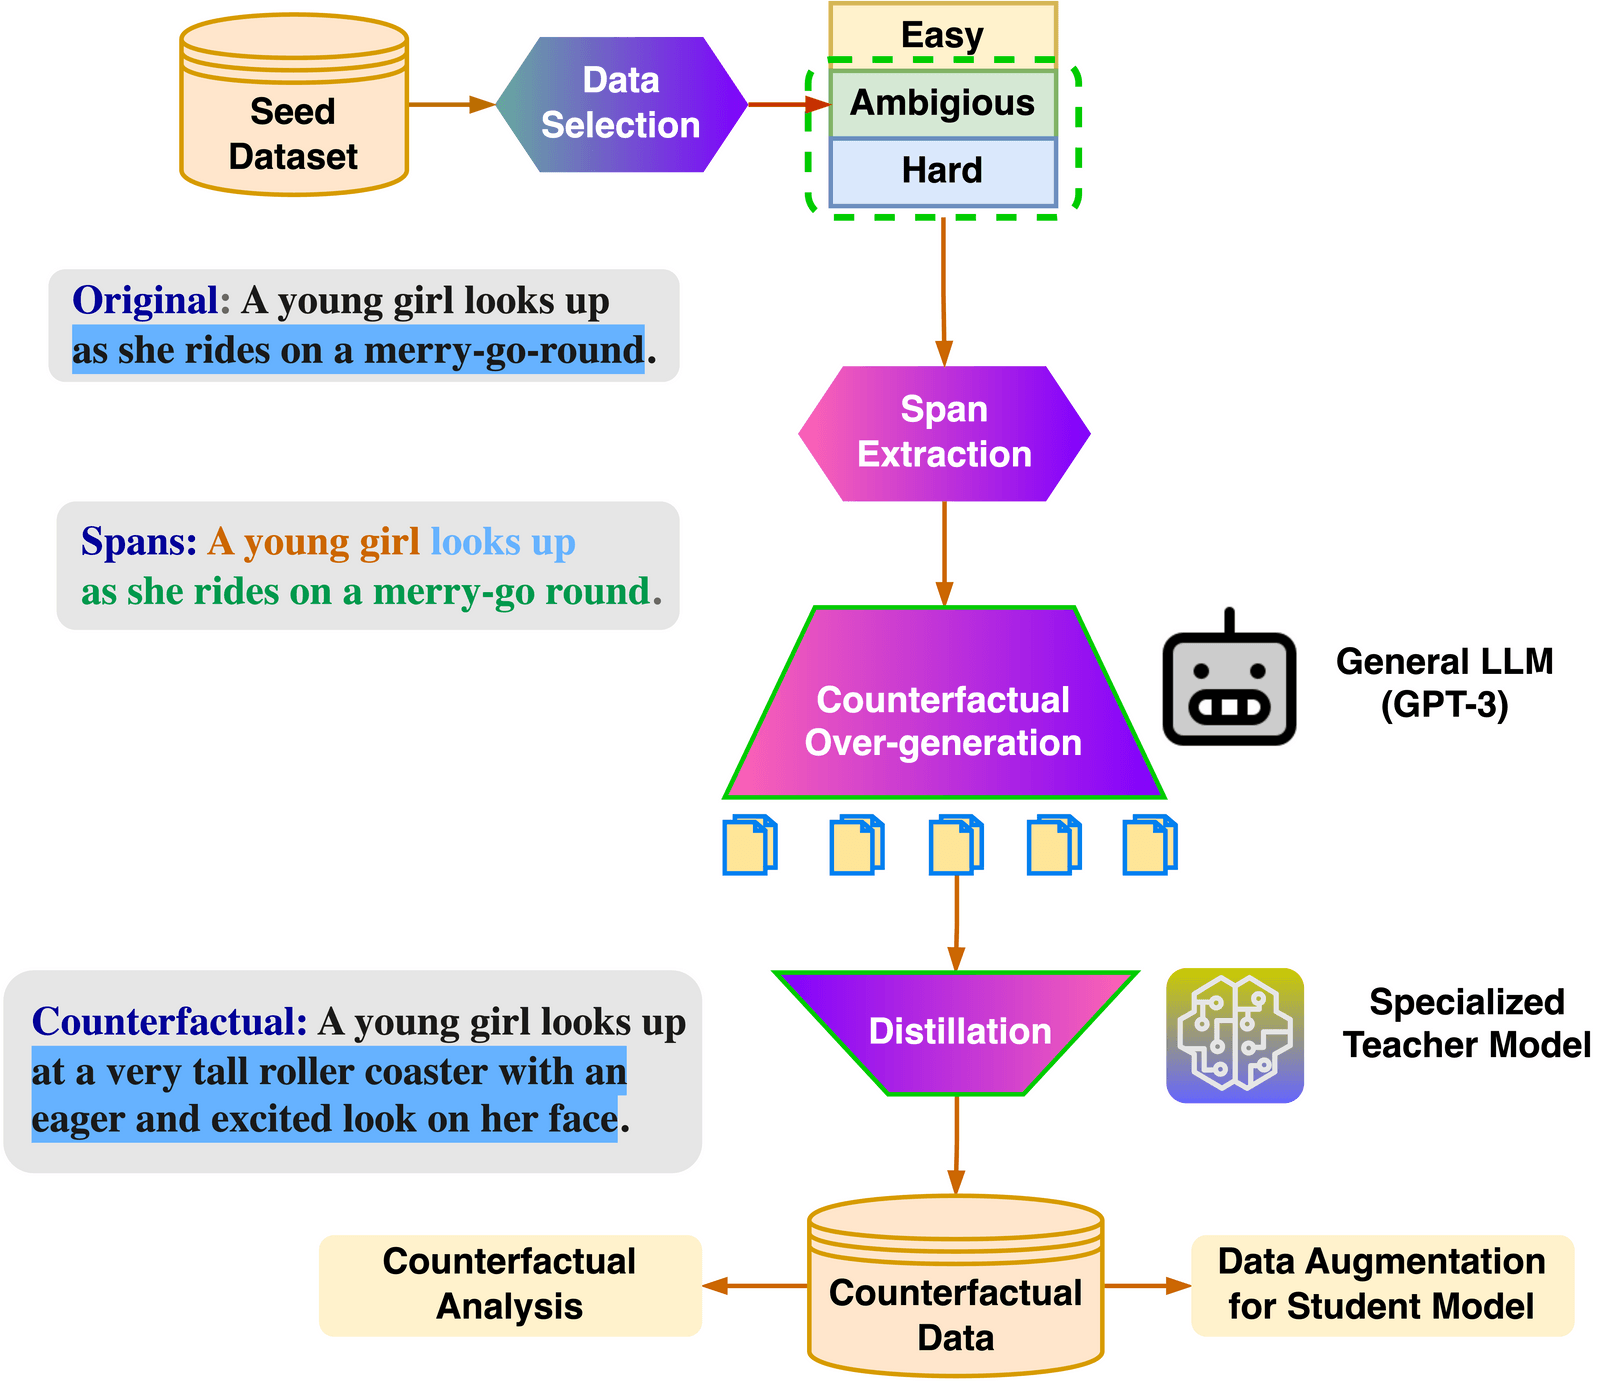 Seed
Dataset
Data
Selection
Easy
Ambigious
Hard
Original: A young girl looks up
as she rides on a merry-go-round.
Span
Extraction
Spans: A young girl looks up
as she rides on a merry-go round.
Counterfactual
Over-generation
General LLM
(GPT-3)
Counterfactual: A young girl looks up
at a very tall roller coaster with an
eager and excited look on her face.
Distillation
Specialized
Teacher Model
Counterfactual
Analysis
Counterfactual
Data
Data Augmentation
for Student Model